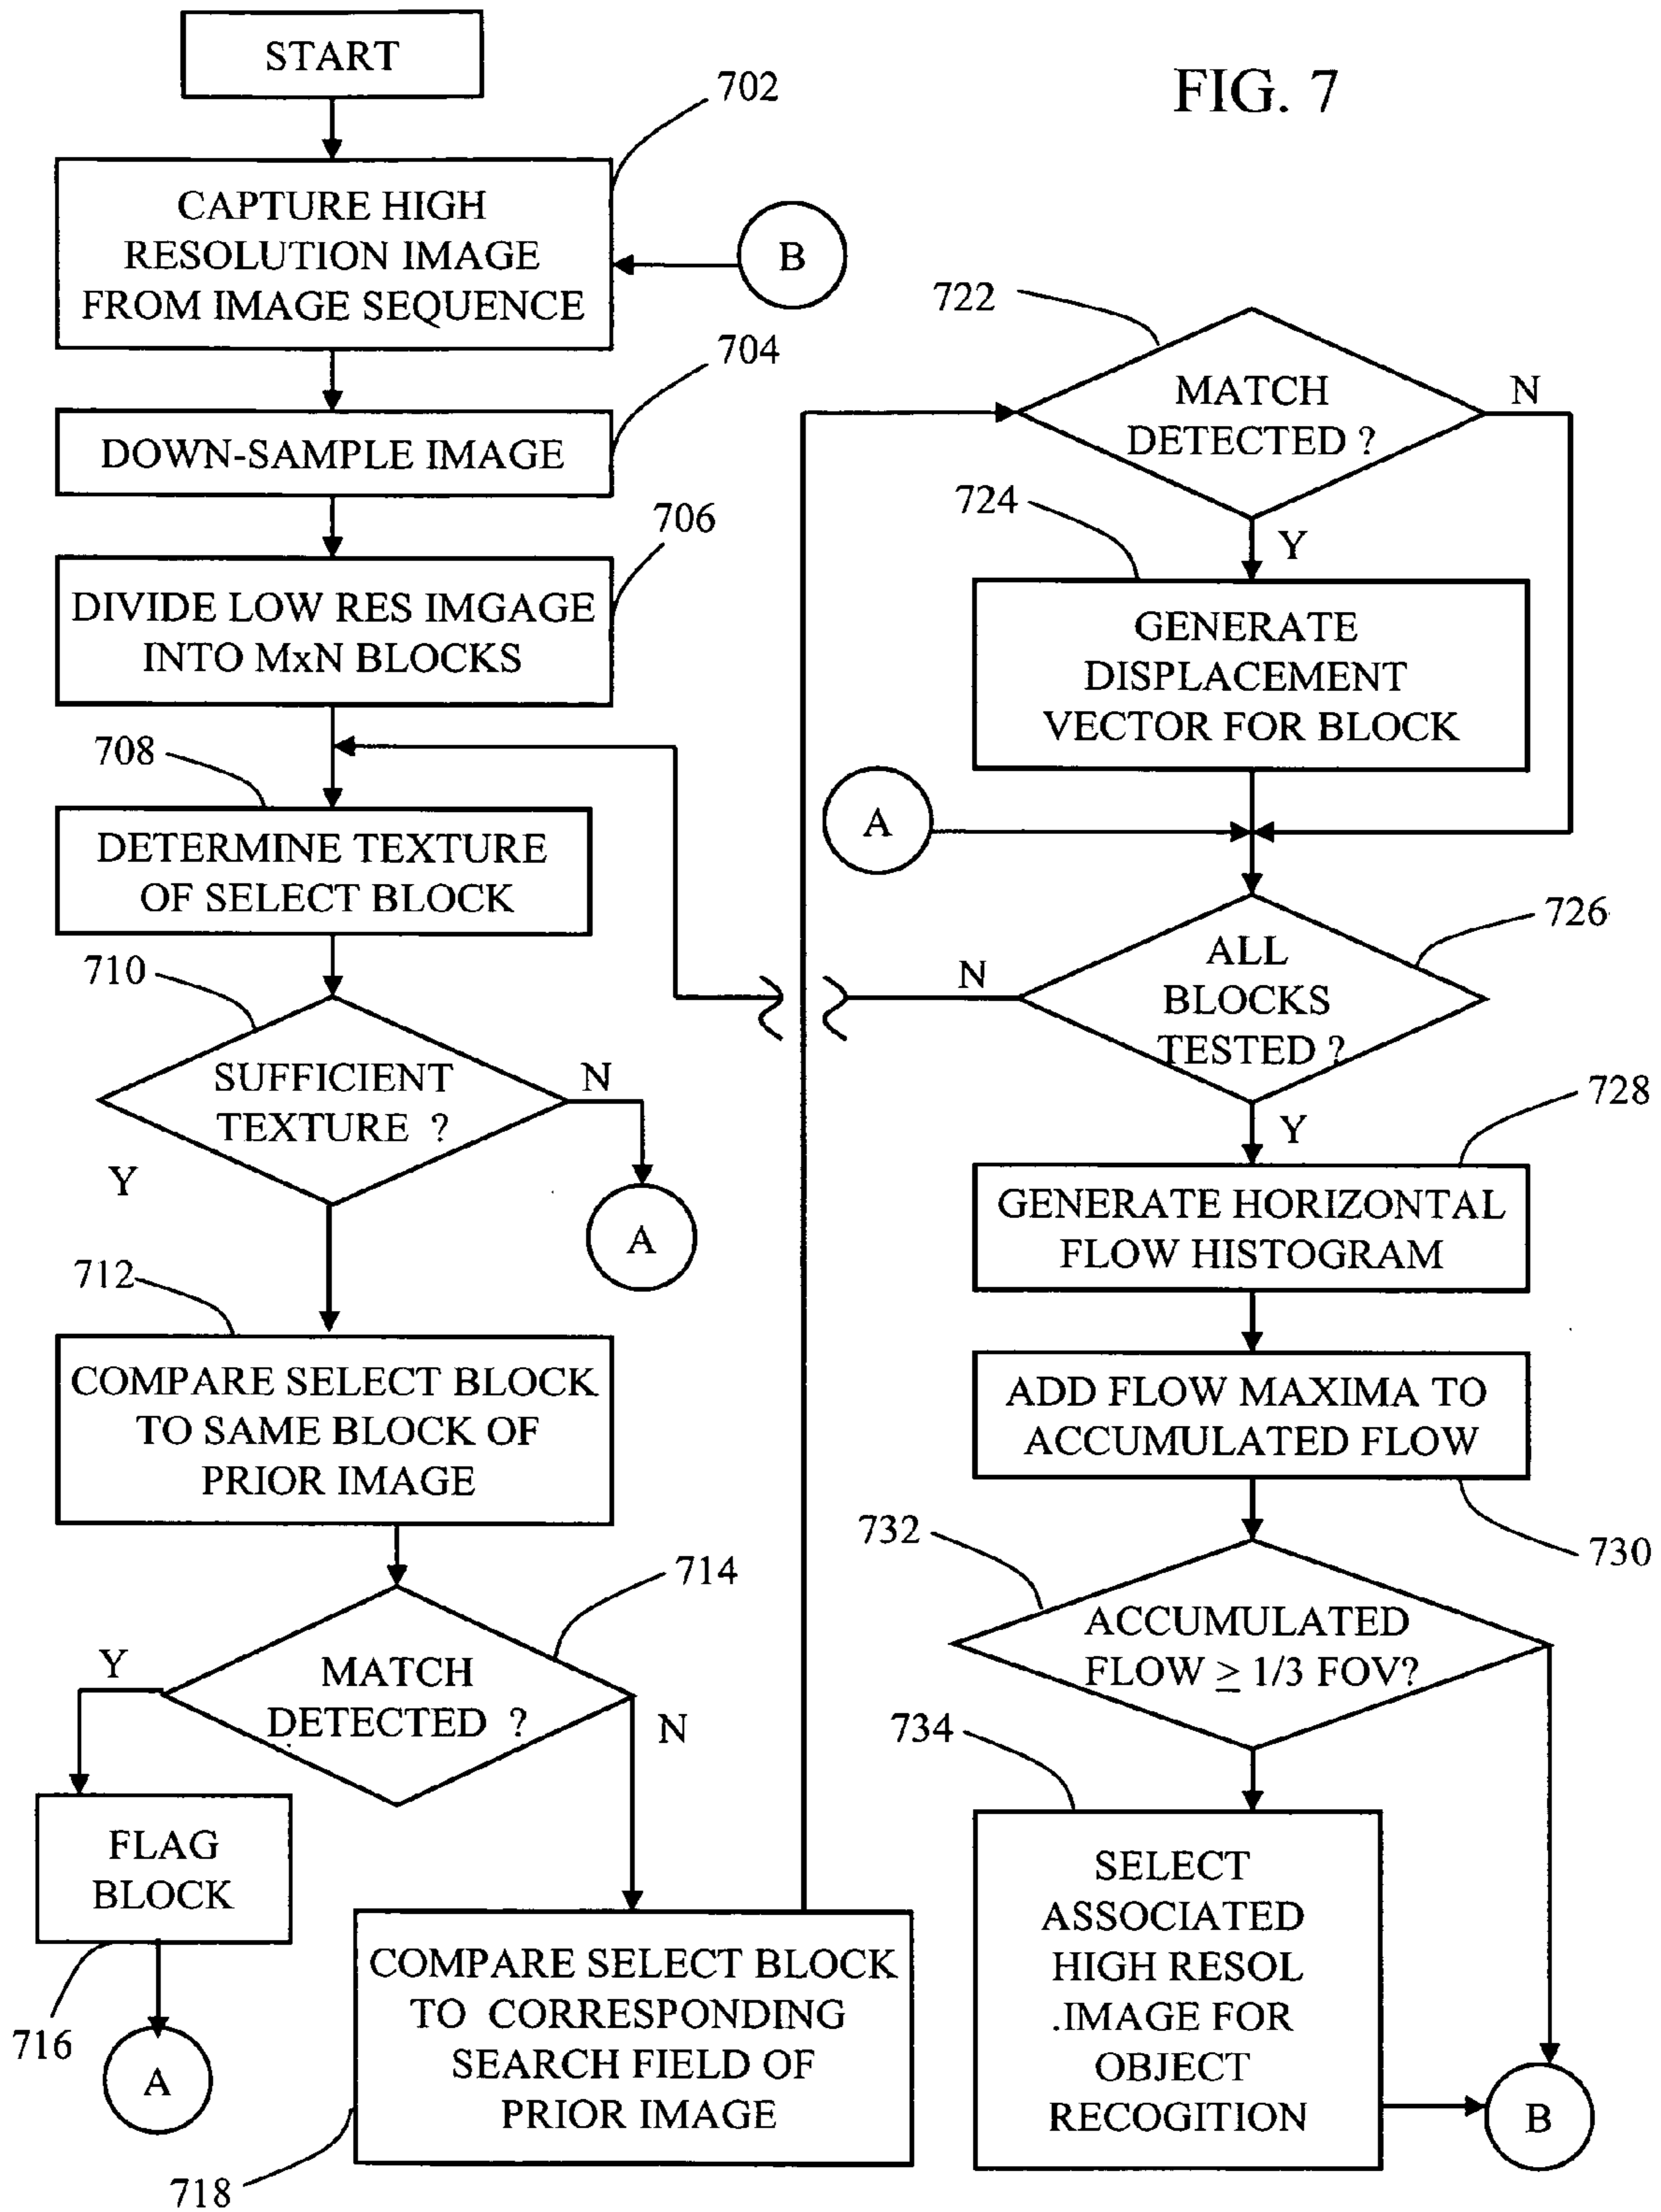 FIG. 7
START
702
CAPTURE HIGH
RESOLUTION IMAGE
FROM IMAGE SEQUENCE
B
704
DOWN-SAMPLE IMAGE
706
DIVIDE LOW RES IMGAGE
INTO MxN BLOCKS
708
DETERMINE TEXTURE
OF SELECT BLOCK
710
SUFFICIENT
TEXTURE ?
N
Y
A
712
COMPARE SELECT BLOCK
TO SAME BLOCK OF
PRIOR IMAGE
714
MATCH
DETECTED ?
Y
N
FLAG
BLOCK
716
A
COMPARE SELECT BLOCK
TO CORRESPONDING
SEARCH FIELD OF
PRIOR IMAGE
718
722
MATCH
DETECTED ?
N
Y
724
GENERATE
DISPLACEMENT
VECTOR FOR BLOCK
A
726
ALL
BLOCKS
TESTED ?
N
Y
728
GENERATE HORIZONTAL
FLOW HISTOGRAM
ADD FLOW MAXIMA TO
ACCUMULATED FLOW
730
732
ACCUMULATED
FLOW ≥ 1/3 FOV?
734
SELECT
ASSOCIATED
HIGH RESOL
.IMAGE FOR
OBJECT
RECOGITION
B